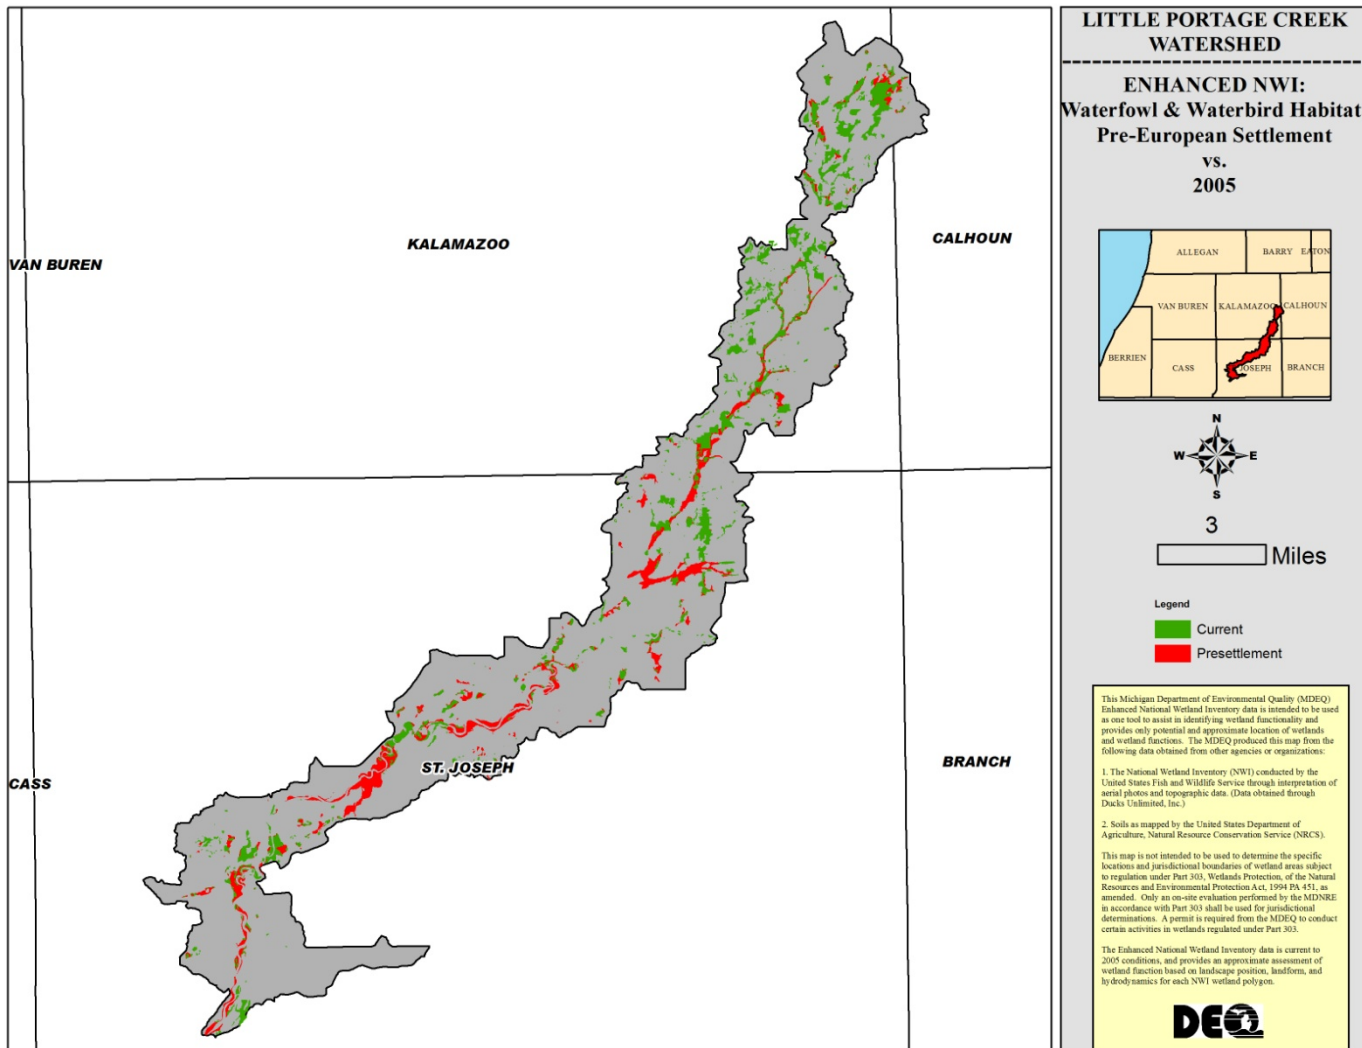 LITTLE PORTAGE CREEK
WATERSHED
ENHANCED NWI:
Waterfowl & Waterbird Habitat
Pre-European Settlement
vs.
2005
KALAMAZOO
CALHOUN
VAN BUREN
CASS
ST. JOSEPH
BRANCH
ALLEGAN
BARRY
EATON
VAN BUREN
KALAMAZOO
CALHOUN
BERRIEN
CASS
JOSEPH
BRANCH
N
W
E
S
3
Miles
Legend
Current
Presettlement
This Michigan Department of Environmental Quality (MDEQ)
Enhanced National Wetland Inventory data is intended to be used
as one tool to assist in identifying wetland functionality and
provides only potential and approximate location of wetlands
and wetland functions. The MDEQ produced this map from the
following data obtained from other agencies or organizations:
1. The National Wetland Inventory (NWI) conducted by the
United States Fish and Wildlife Service through interpretation of
aerial photos and topographic data. (Data obtained through
Ducks Unlimited, Inc.)
2. Soils as mapped by the United States Department of
Agriculture, Natural Resource Conservation Service (NRCS).
This map is not intended to be used to determine the specific
locations and jurisdictional boundaries of wetland areas subject
to regulation under Part 303, Wetlands Protection, of the Natural
Resources and Environmental Protection Act, 1994 PA 451, as
amended. Only an on-site evaluation performed by the MDNRE
in accordance with Part 303 shall be used for jurisdictional
determinations. A permit is required from the MDEQ to conduct
certain activities in wetlands regulated under Part 303.
The Enhanced National Wetland Inventory data is current to
2005 conditions, and provides an approximate assessment of
wetland function based on landscape position, landform, and
hydrodynamics for each NWI wetland polygon.
DEQ